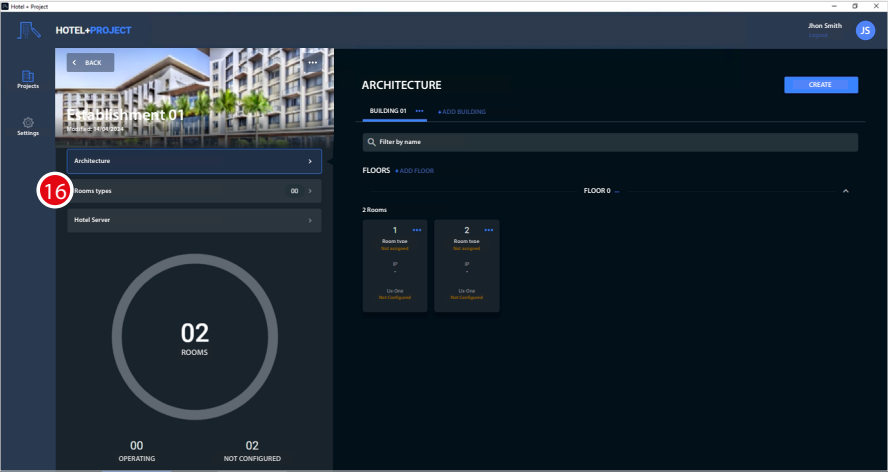 Hotel + Project
HOTEL+PROJECT
Jhon Smith
Logout
JS
Projects
Settings
BACK
Establishment 01
Modified: 14/04/2024
Architecture
16
Rooms types
00
Hotel Server
02
ROOMS
00
OPERATING
02
NOT CONFIGURED
ARCHITECTURE
CREATE
BUILDING 01
+ADD BUILDING
Filter by name
FLOORS +ADD FLOOR
FLOOR 0
2 Rooms
1
Room type
Not assigned
IP
-
Ux-One
Not Configured
2
Room type
Not assigned
IP
-
Ux-One
Not Configured